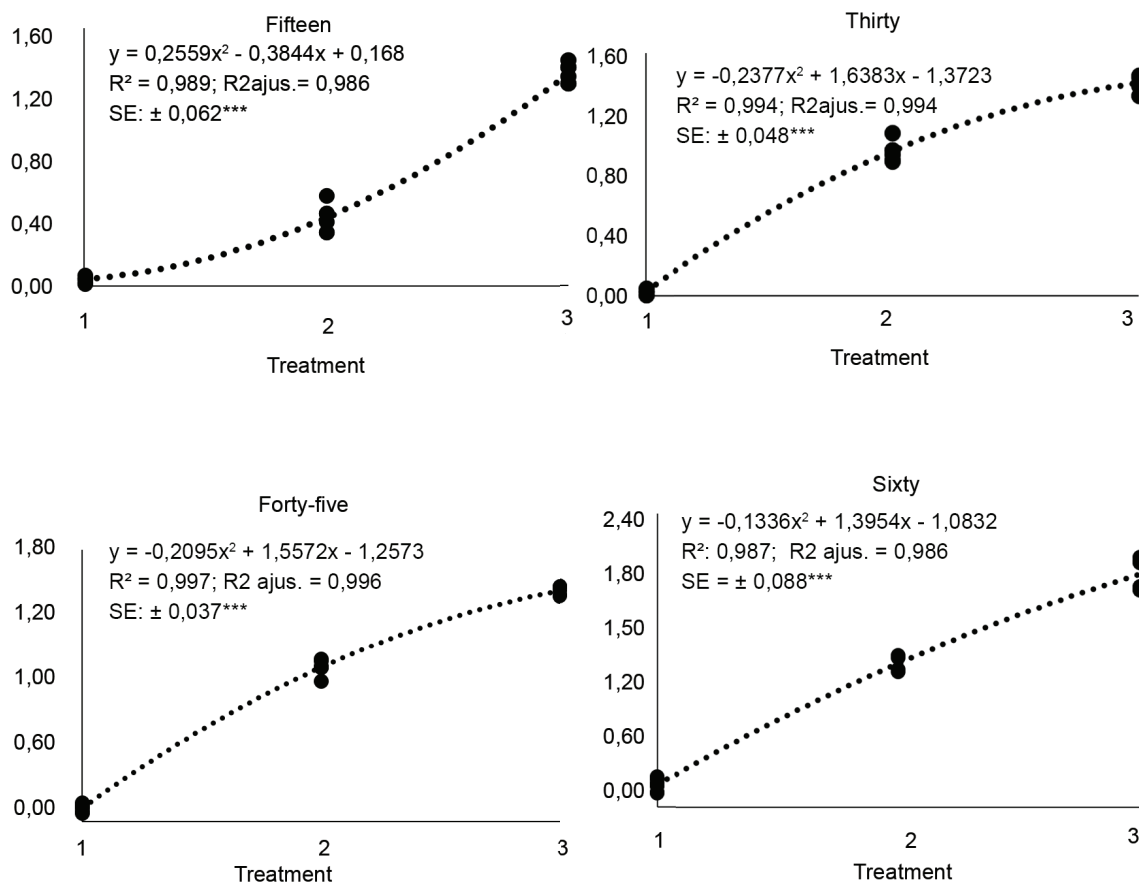 Fifteen
y = 0,2559x² - 0,3844x + 0,168
R² = 0,989; R2ajus.= 0,986
SE: ± 0,062***
1,60
1,20
0,80
0,40
0,00
1
2
3
Treatment
Thirty
y = -0,2377x² + 1,6383x - 1,3723
R² = 0,994; R2ajus.= 0,994
SE: ± 0,048***
1,60
1,20
0,80
0,40
0,00
1
2
3
Treatment
Forty-five
y = -0,2095x² + 1,5572x - 1,2573
R² = 0,997; R2 ajus. = 0,996
SE: ± 0,037***
1,80
1,20
1,00
0,60
0,00
1
2
3
Treatment
Sixty
y = -0,1336x² + 1,3954x - 1,0832
R²: 0,987; R2 ajus. = 0,986
SE = ± 0,088***
2,40
1,80
1,50
1,20
0,60
0,00
1
2
3
Treatment